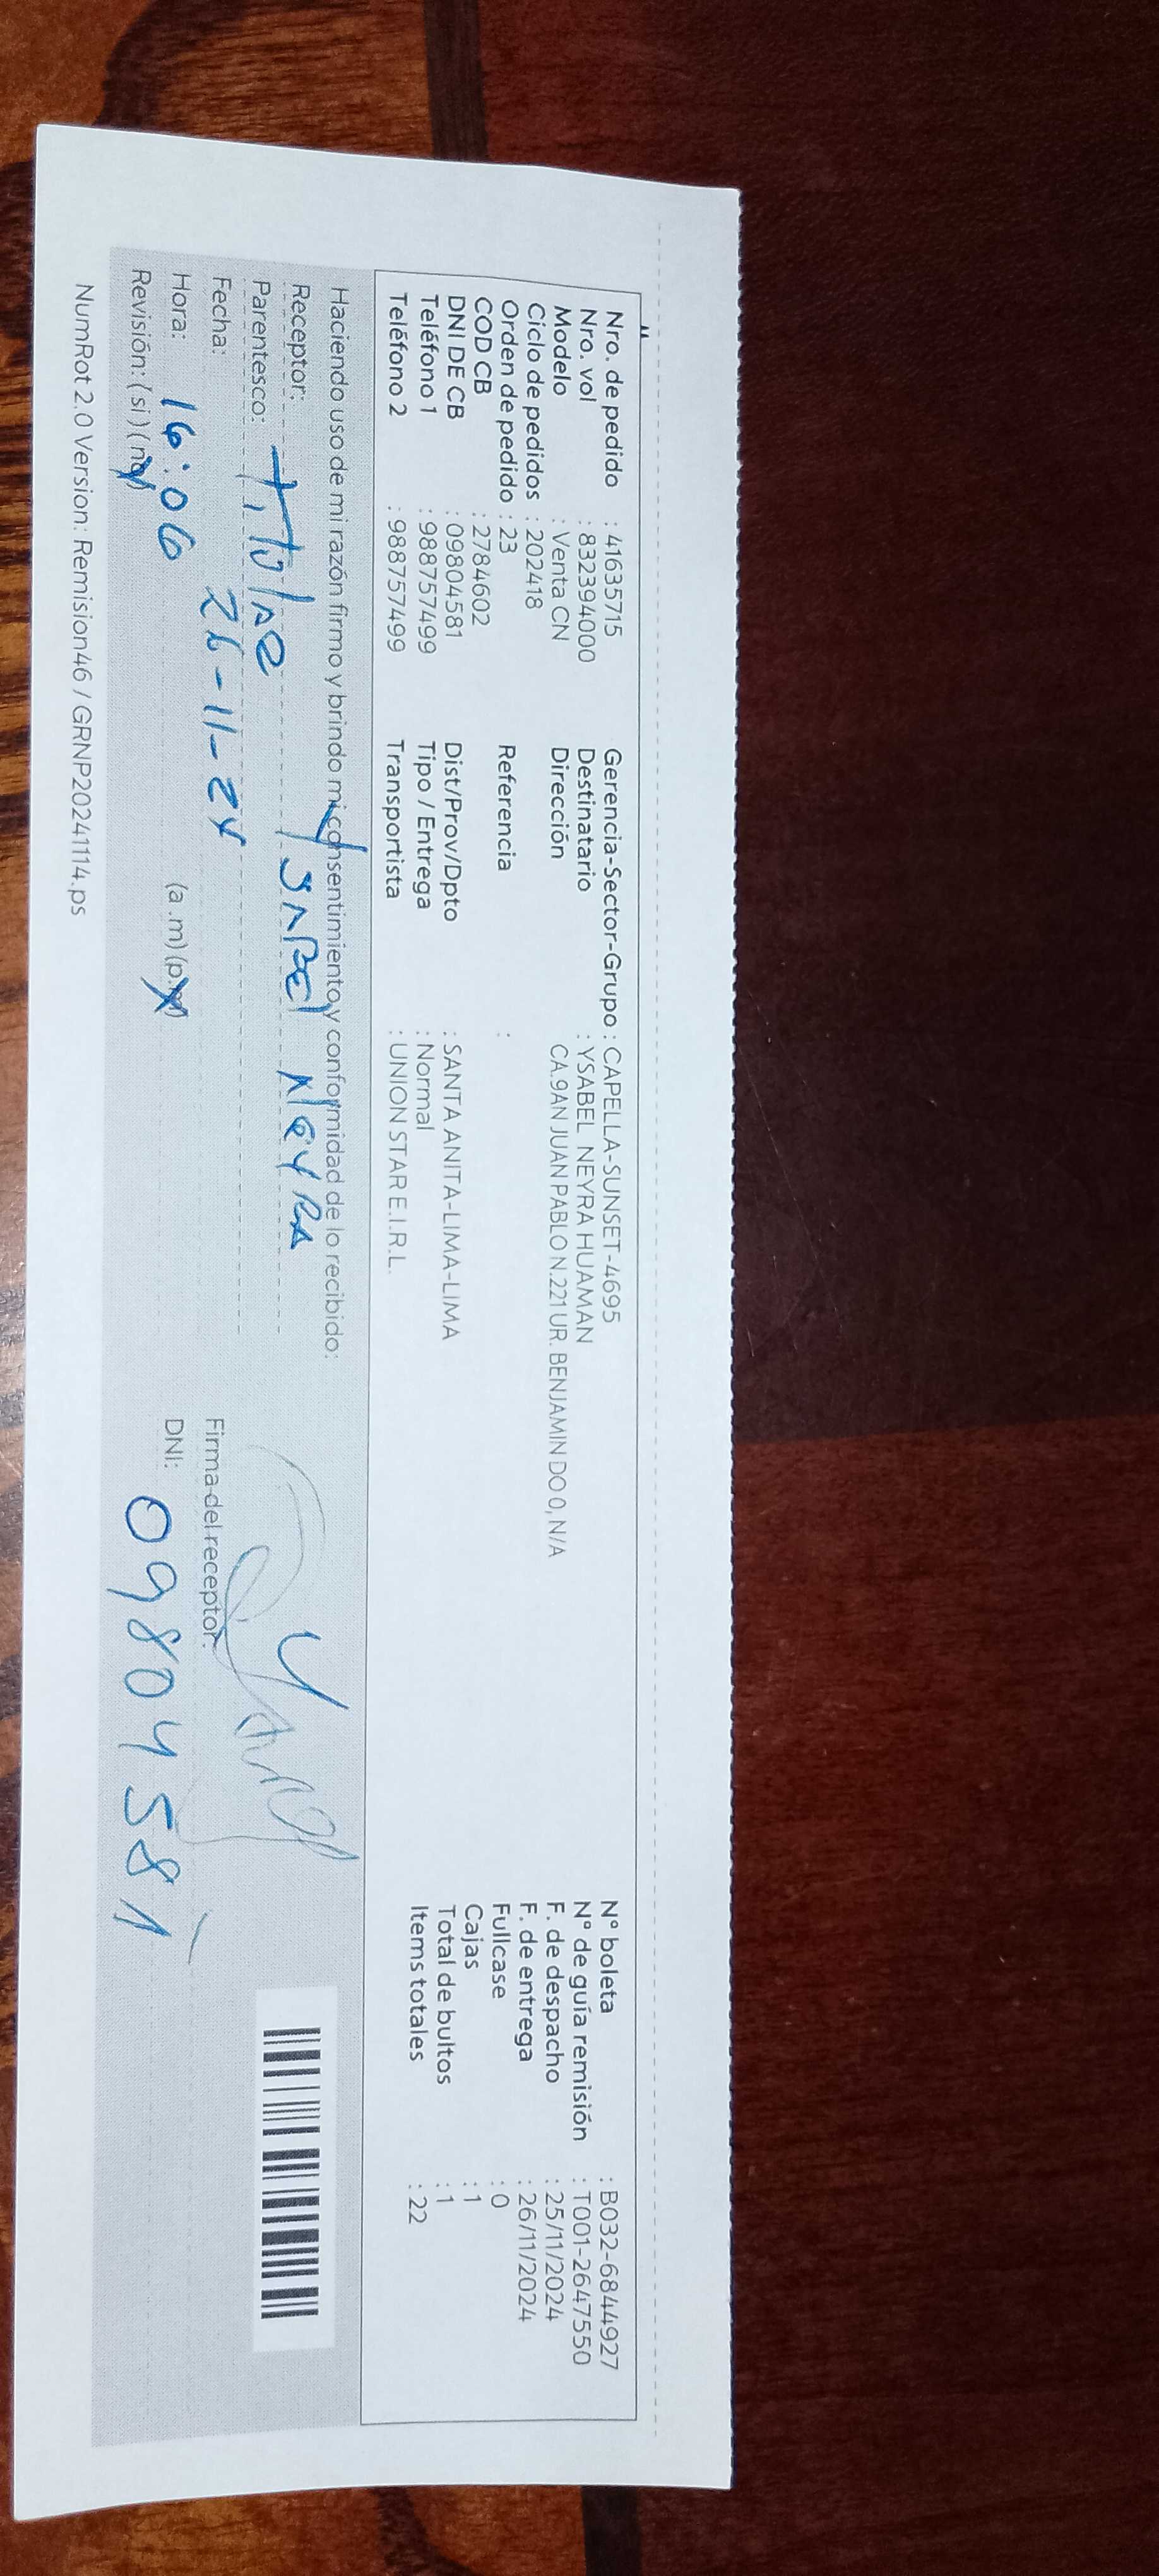 Nro. de pedido : 41635715 Gerencia-Sector-Grupo : CAPELLA-SUNSET-4695 N° boleta : B032-6844927
Nro. vol : 832394000 Destinatario : YSABEL NEYRA HUAMAN N° de guía remisión : T001-2647550
Modelo : Venta CN Dirección CA.9AN JUAN PABLO N.221 UR. BENJAMIN DO 0, N/A F. de despacho : 25/11/2024
Ciclo de pedidos : 202418 F. de entrega : 26/11/2024
Orden de pedido : 23 Referencia : Fullcase : 0
COD CB : 2784602 Cajas : 1
DNI DE CB : 09804581 Dist/Prov/Dpto : SANTA ANITA-LIMA-LIMA Total de bultos : 1
Teléfono 1 : 988757499 Tipo / Entrega : Normal Items totales : 22
Teléfono 2 : 988757499 Transportista : UNION STAR E.I.R.L.
Haciendo uso de mi razón firmo y brindo mi consentimiento y conformidad de lo recibido:
Receptor: YSABEL NEYRA
Parentesco: TiTular
Fecha: 26-11-24 Firma del receptor:
Hora: 16:06 (a.m) (p.m) DNI: 09804581
Revisión: (si) (no)
NumRot 2.0 Version: Remision46 / GRNP20241114.ps